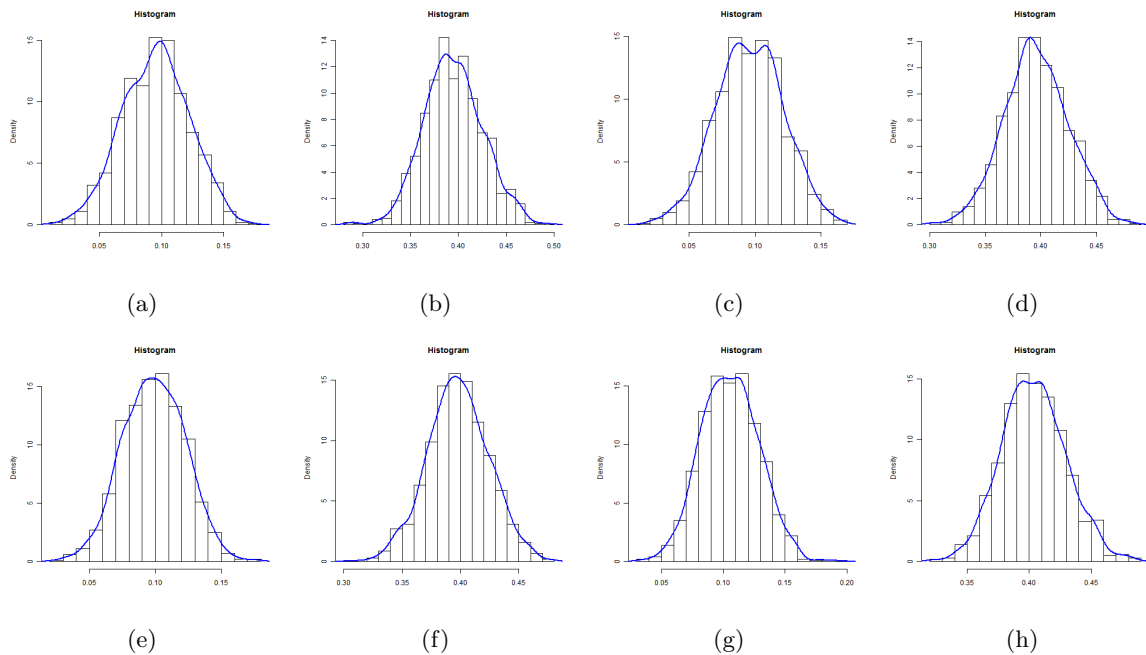 Histogram
Density
0 5 10 15
0.05 0.10 0.15
(a)
Histogram
Density
0 2 4 6 8 10 12 14
0.30 0.35 0.40 0.45 0.50
(b)
Histogram
Density
0 5 10 15
0.05 0.10 0.15
(c)
Histogram
Density
0 2 4 6 8 10 12 14
0.30 0.35 0.40 0.45
(d)
Histogram
Density
0 5 10 15
0.05 0.10 0.15
(e)
Histogram
Density
0 5 10 15
0.30 0.35 0.40 0.45
(f)
Histogram
Density
0 5 10 15
0.05 0.10 0.15 0.20
(g)
Histogram
Density
0 5 10 15
0.35 0.40 0.45
(h)